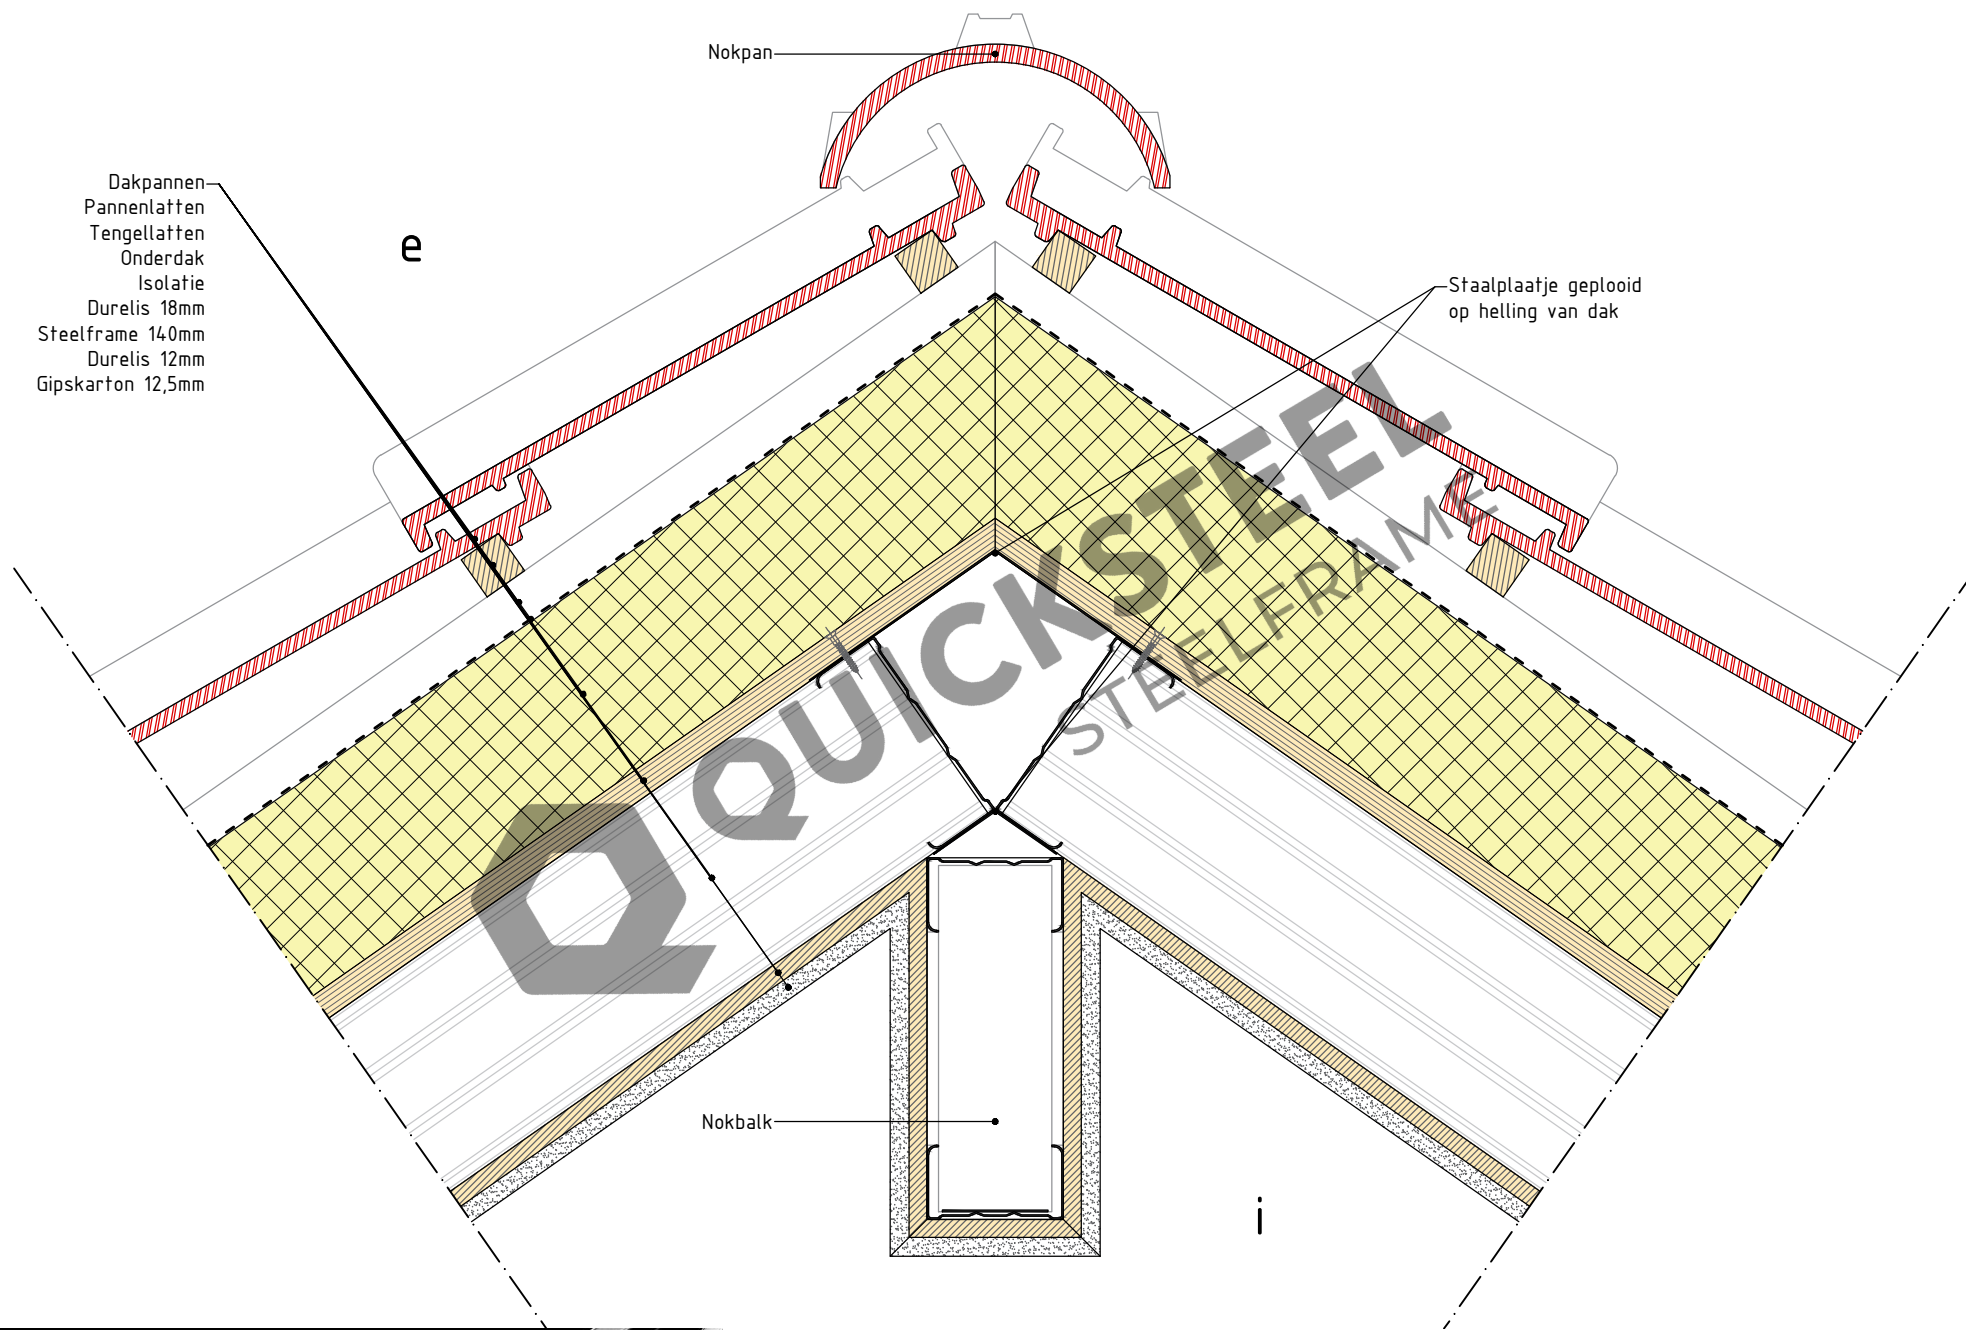 Nokpan
Dakpannen
Pannenlatten
Tengellatten
Onderdak
Isolatie
Durelis 18mm
Steelframe 140mm
Durelis 12mm
Gipskarton 12,5mm
e
Staalplaatje geplooid
op helling van dak
QUICKSTEEL
STEELFRAME
Nokbalk
i